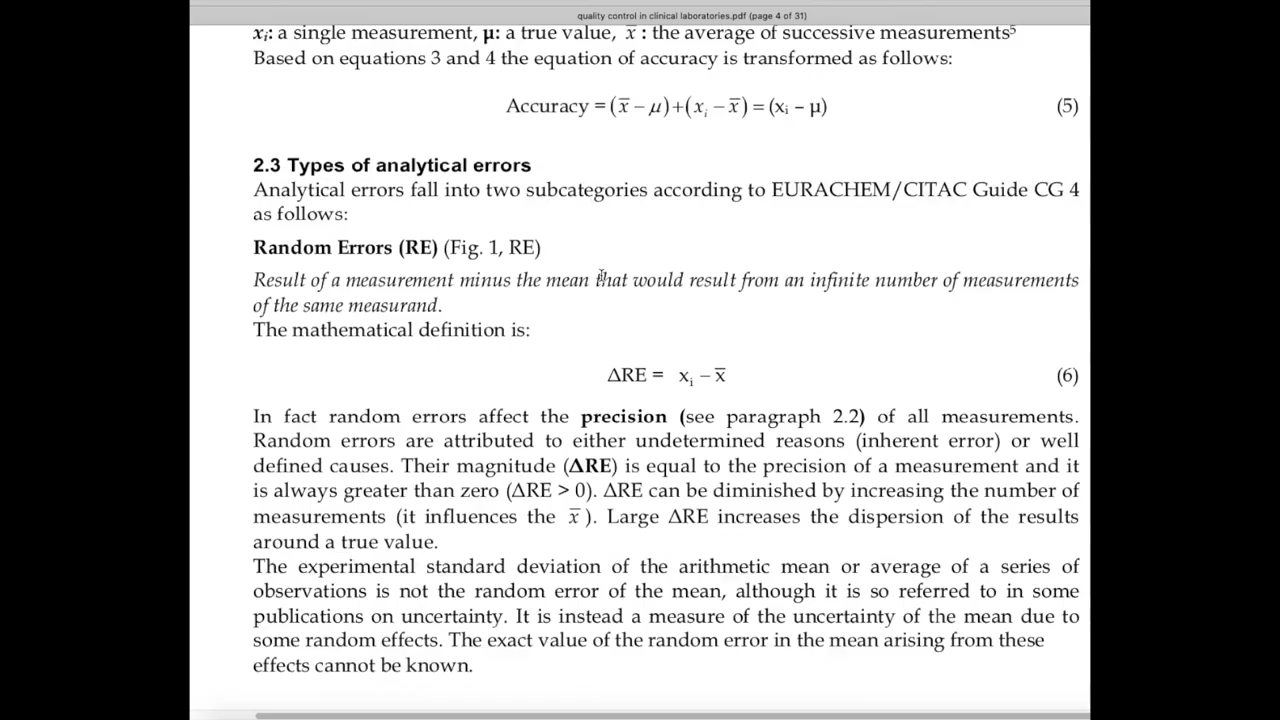 quality control in clinical laboratories.pdf (page 4 of 31)
xᵢ: a single measurement, μ: a true value, x̅ : the average of successive measurements⁵
Based on equations 3 and 4 the equation of accuracy is transformed as follows:
Accuracy = (x̅ − μ)+(xᵢ − x̅) = (xᵢ − μ) (5)
2.3 Types of analytical errors
Analytical errors fall into two subcategories according to EURACHEM/CITAC Guide CG 4
as follows:
Random Errors (RE) (Fig. 1, RE)
Result of a measurement minus the mean that would result from an infinite number of measurements
of the same measurand.
The mathematical definition is:
ΔRE = xᵢ − x̅ (6)
In fact random errors affect the precision (see paragraph 2.2) of all measurements.
Random errors are attributed to either undetermined reasons (inherent error) or well
defined causes. Their magnitude (ΔRE) is equal to the precision of a measurement and it
is always greater than zero (ΔRE > 0). ΔRE can be diminished by increasing the number of
measurements (it influences the x̅ ). Large ΔRE increases the dispersion of the results
around a true value.
The experimental standard deviation of the arithmetic mean or average of a series of
observations is not the random error of the mean, although it is so referred to in some
publications on uncertainty. It is instead a measure of the uncertainty of the mean due to
some random effects. The exact value of the random error in the mean arising from these
effects cannot be known.